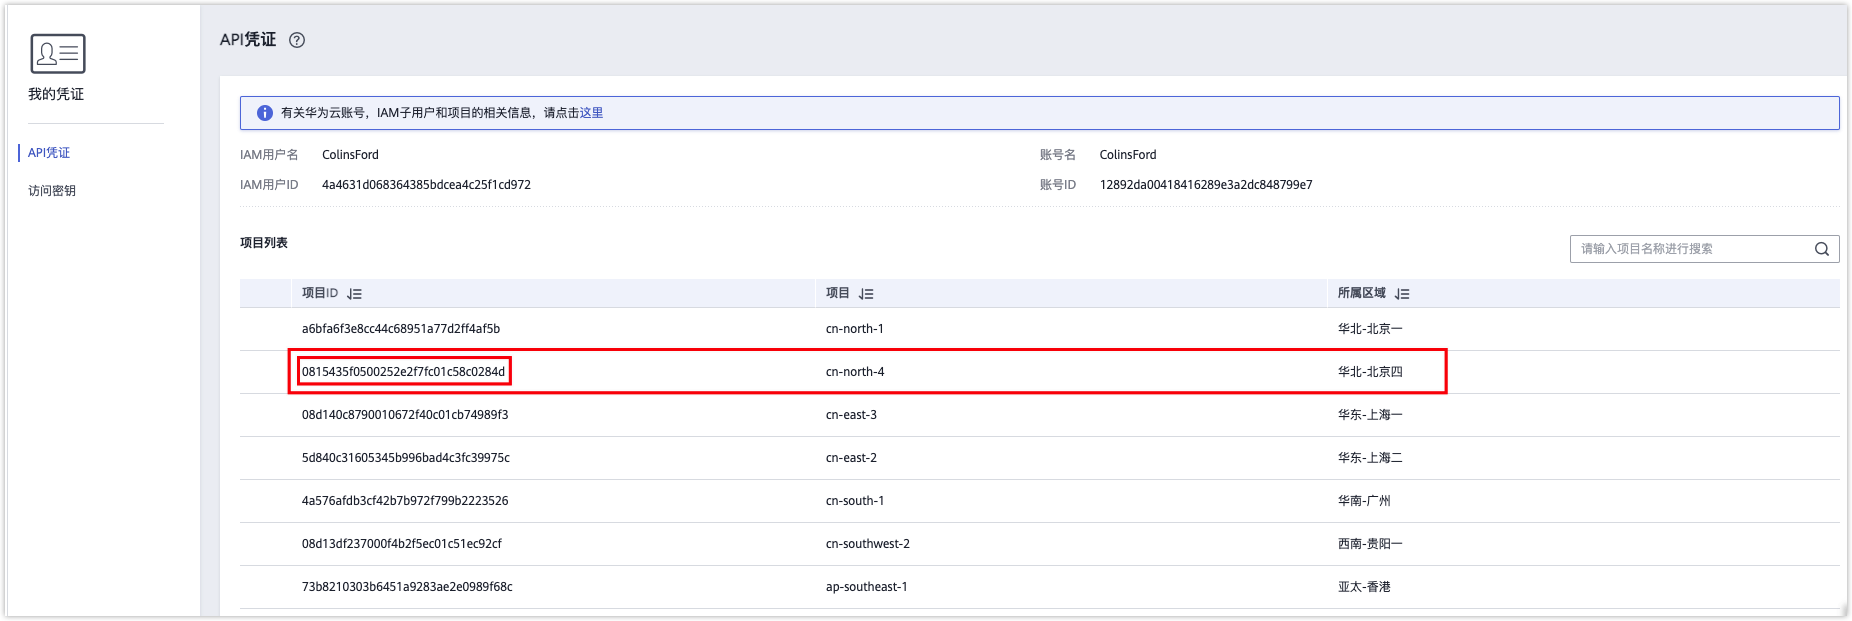 我的凭证
API凭证
访问密钥
API凭证 ?
有关华为云账号，IAM子用户和项目的相关信息，请点击这里
IAM用户名 ColinsFord 账号名 ColinsFord
IAM用户ID 4a4631d068364385bdcea4c25f1cd972 账号ID 12892da00418416289e3a2dc848799e7
项目列表 请输入项目名称进行搜索
项目ID 项目 所属区域
a6bfa6f3e8cc44c68951a77d2ff4af5b cn-north-1 华北-北京一
0815435f0500252e2f7fc01c58c0284d cn-north-4 华北-北京四
08d140c8790010672f40c01cb74989f3 cn-east-3 华东-上海一
5d840c31605345b996bad4c3fc39975c cn-east-2 华东-上海二
4a576afdb3cf42b7b972f799b2223526 cn-south-1 华南-广州
08d13df237000f4b2f5ec01c51ec92cf cn-southwest-2 西南-贵阳一
73b8210303b6451a9283ae2e0989f68c ap-southeast-1 亚太-香港